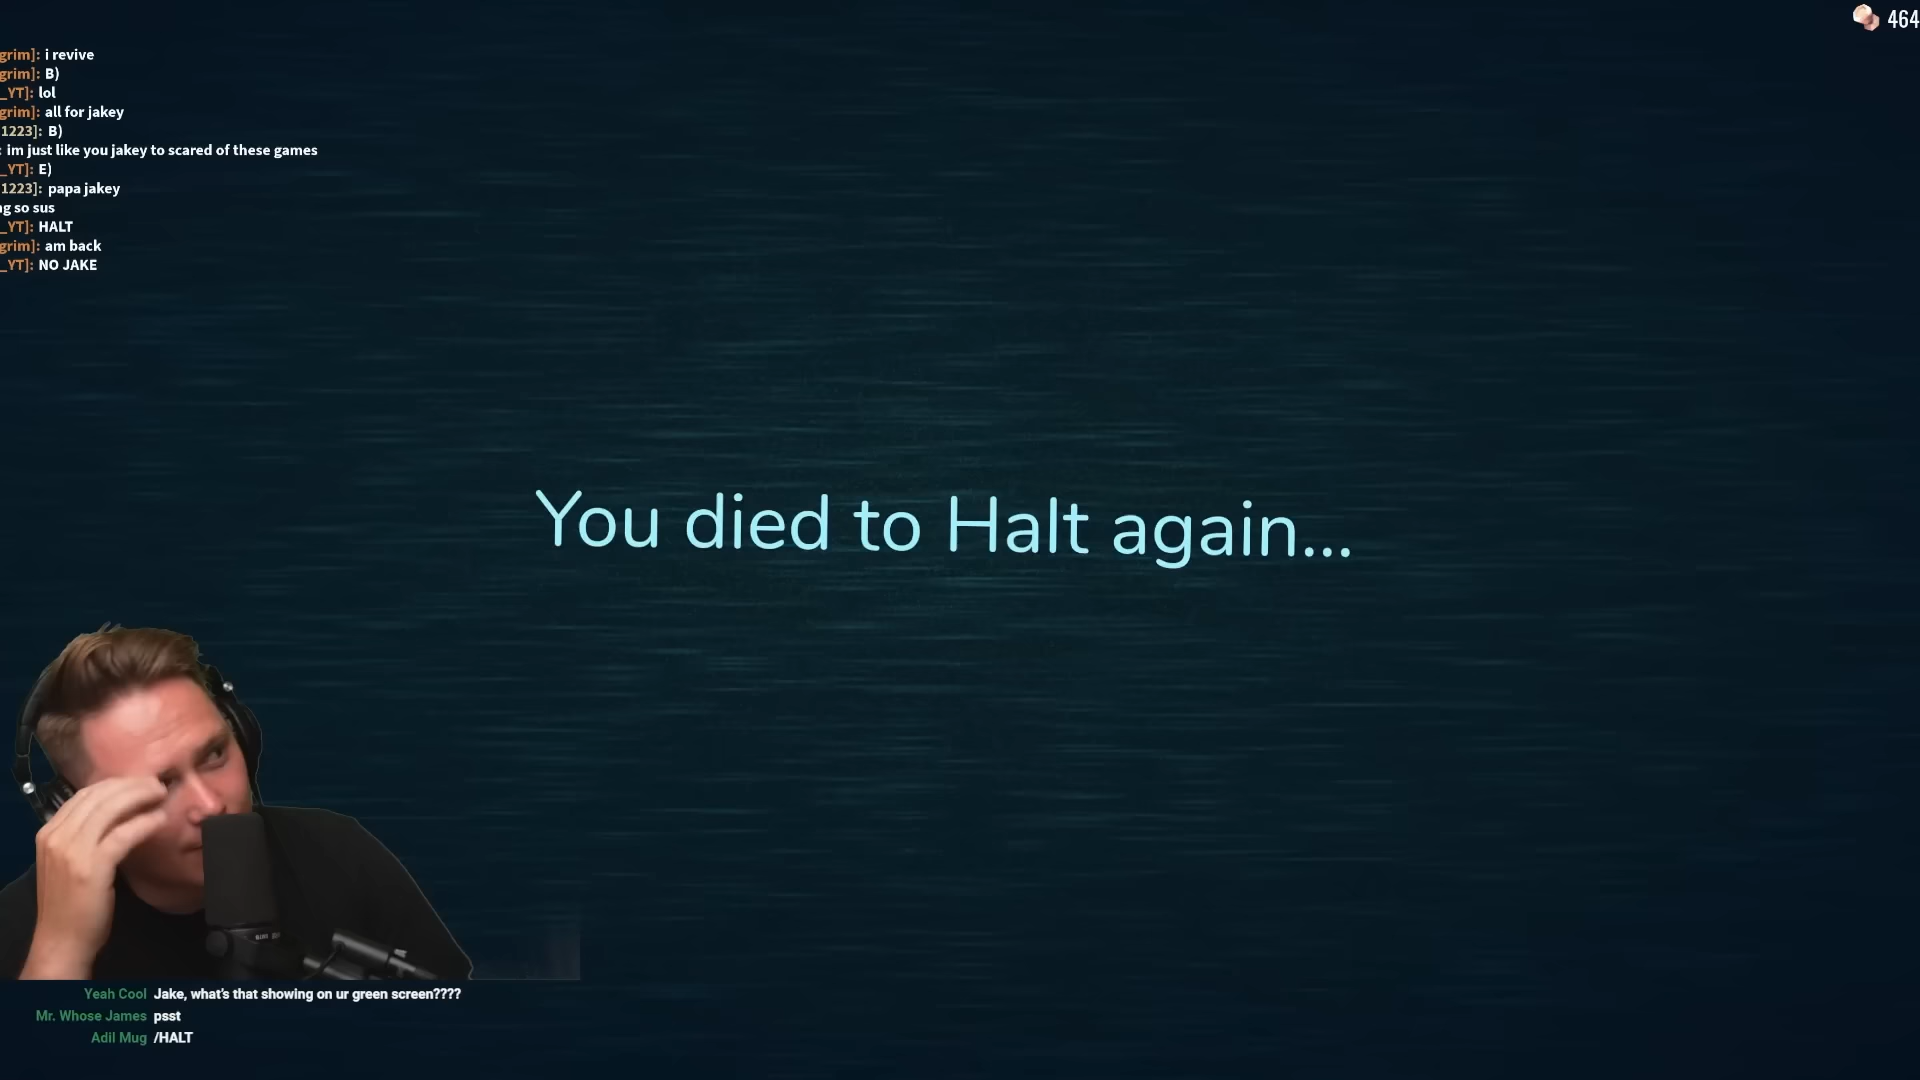 464
grim]: i revive
grim]: B)
_YT]: lol
grim]: all for jakey
1223]: B)
: im just like you jakey to scared of these games
_YT]: E)
1223]: papa jakey
ng so sus
_YT]: HALT
grim]: am back
_YT]: NO JAKE
You died to Halt again...
Yeah Cool Jake, what's that showing on ur green screen????
Mr. Whose James psst
Adil Mug /HALT